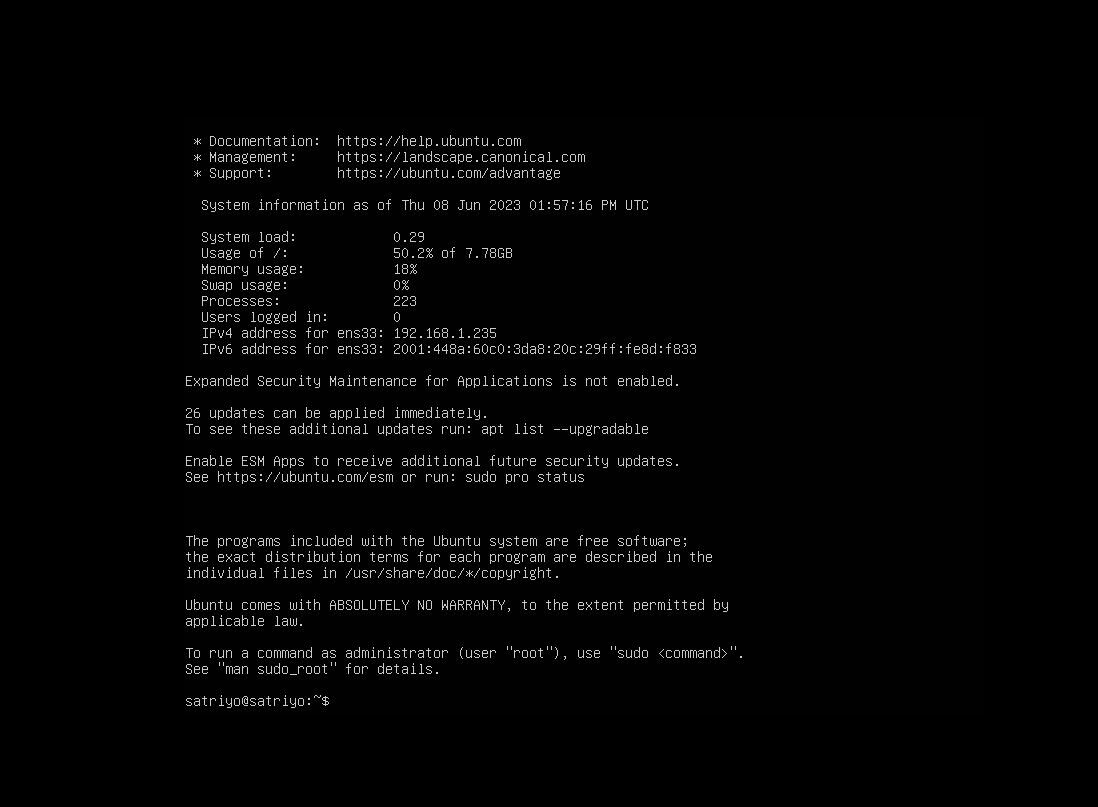 * Documentation:  https://help.ubuntu.com
* Management:     https://landscape.canonical.com
* Support:        https://ubuntu.com/advantage
System information as of Thu 08 Jun 2023 01:57:16 PM UTC
System load:            0.29
Usage of /:             50.2% of 7.78GB
Memory usage:           18%
Swap usage:             0%
Processes:              223
Users logged in:        0
IPv4 address for ens33: 192.168.1.235
IPv6 address for ens33: 2001:448a:60c0:3da8:20c:29ff:fe8d:f833
Expanded Security Maintenance for Applications is not enabled.
26 updates can be applied immediately.
To see these additional updates run: apt list --upgradable
Enable ESM Apps to receive additional future security updates.
See https://ubuntu.com/esm or run: sudo pro status
The programs included with the Ubuntu system are free software;
the exact distribution terms for each program are described in the
individual files in /usr/share/doc/*/copyright.
Ubuntu comes with ABSOLUTELY NO WARRANTY, to the extent permitted by
applicable law.
To run a command as administrator (user "root"), use "sudo <command>".
See "man sudo_root" for details.
satriyo@satriyo:~$